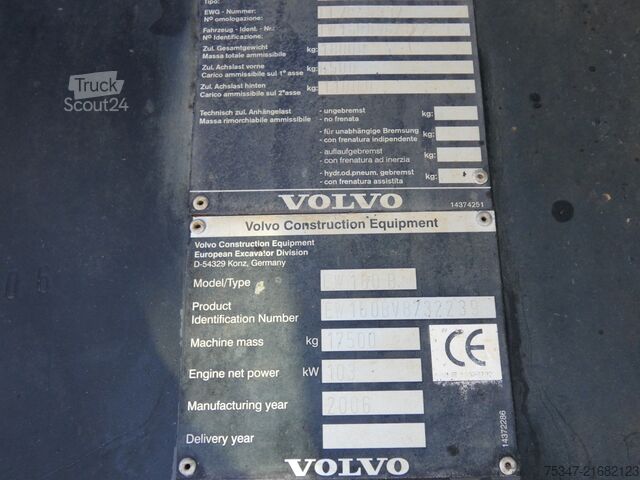 Tipo:
EWG - Nummer:
Nº omologazione:
Fahrzeug - Ident. - Nr.:
Nº Identificazione:
Zul. Gesamtgewicht kg:
Massa totale ammissibile
Zul. Achslast vorne kg:
Carico ammissibile sul 1º asse
Zul. Achslast hinten kg:
Carico ammissibile sul 2º asse
Technisch zul. Anhängelast - ungebremst kg:
Massa rimorchiabile ammissibile - no frenata
- für unabhängige Bremsung kg:
- con frenatura indipendente
- auflaufgebremst kg:
- con frenatura ad inerzia
- hydr.od.pneum. gebremst kg:
- con frenatura assistita
VOLVO 14374251
Truck
Scout24
Volvo Construction Equipment
Volvo Construction Equipment
European Excavator Division
D-54329 Konz, Germany
Model/Type EW160B
Product
Identification Number EW160BV8732239
Machine mass kg 17500
CE
Engine net power kW 103
Manufacturing year 2006
Delivery year
14372286
VOLVO
75347-21682123